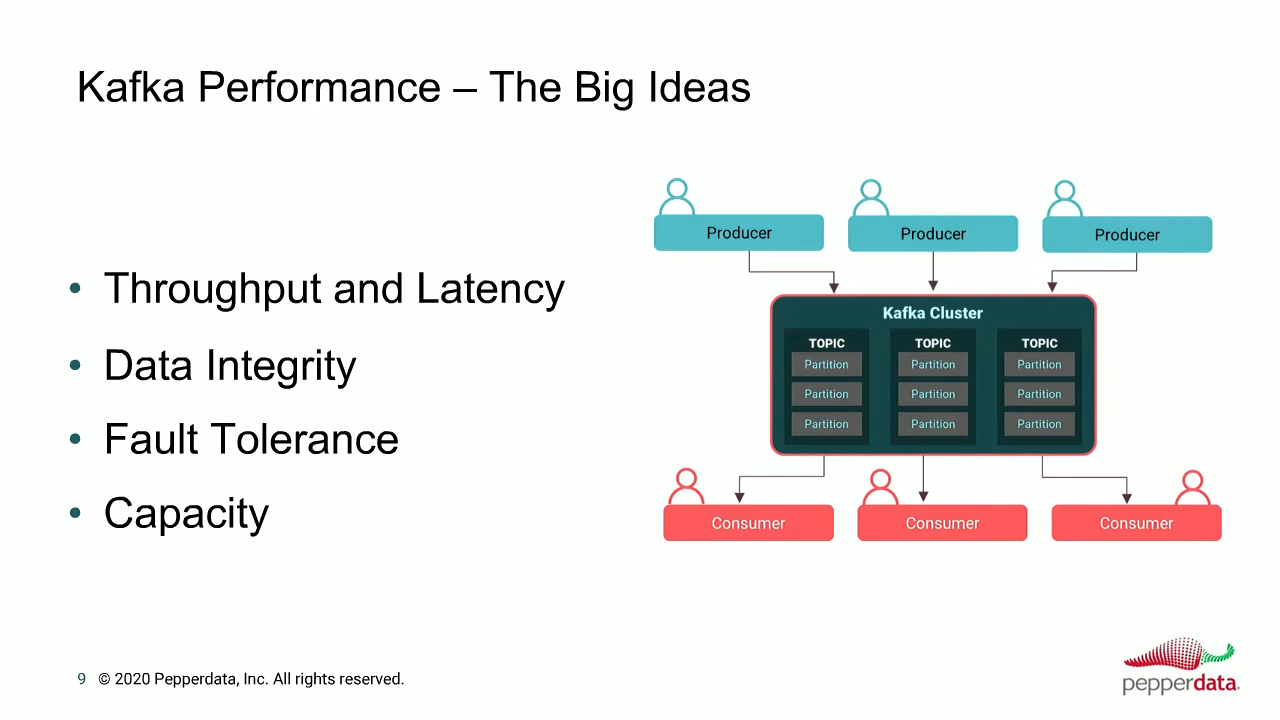 Kafka Performance – The Big Ideas
• Throughput and Latency
• Data Integrity
• Fault Tolerance
• Capacity
Producer
Producer
Producer
Kafka Cluster
TOPIC
Partition
Partition
Partition
TOPIC
Partition
Partition
Partition
TOPIC
Partition
Partition
Partition
Consumer
Consumer
Consumer
9 © 2020 Pepperdata, Inc. All rights reserved.
pepperdata.